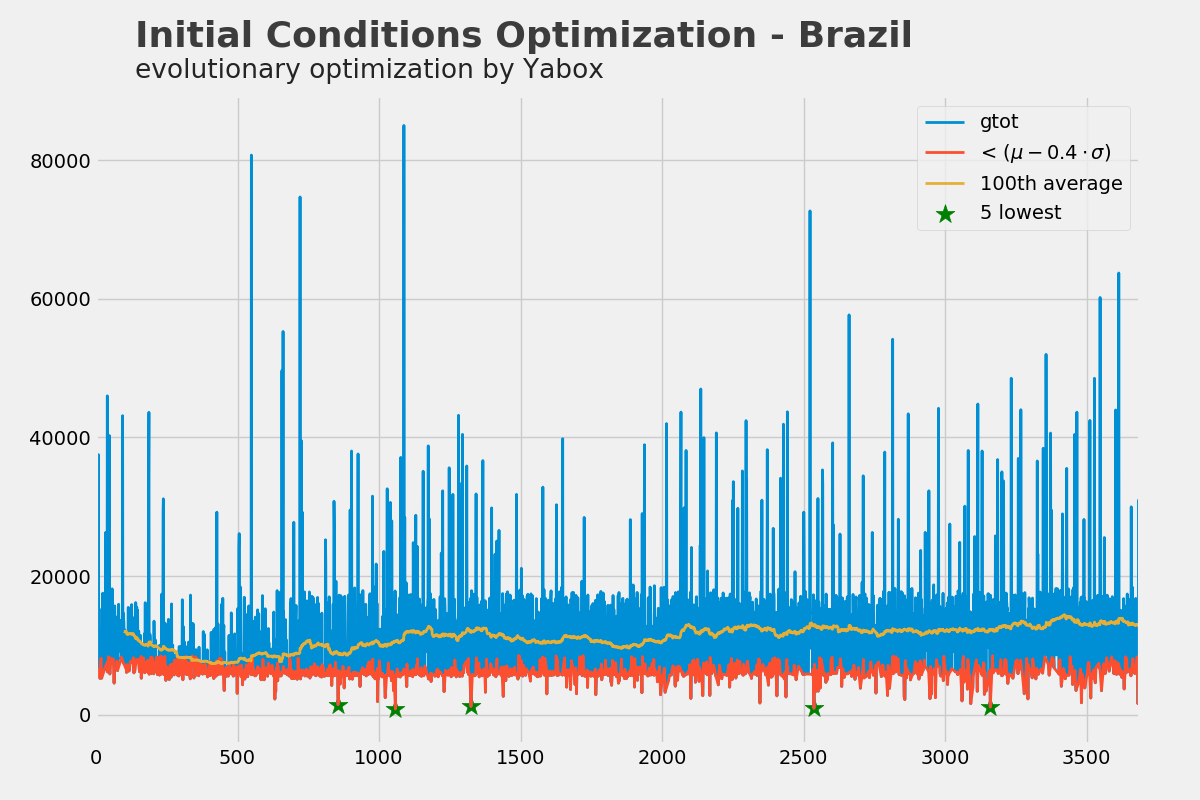 Initial Conditions Optimization - Brazil
evolutionary optimization by Yabox
gtot
< (μ − 0.4 · σ)
100th average
5 lowest
80000
60000
40000
20000
0
0 500 1000 1500 2000 2500 3000 3500